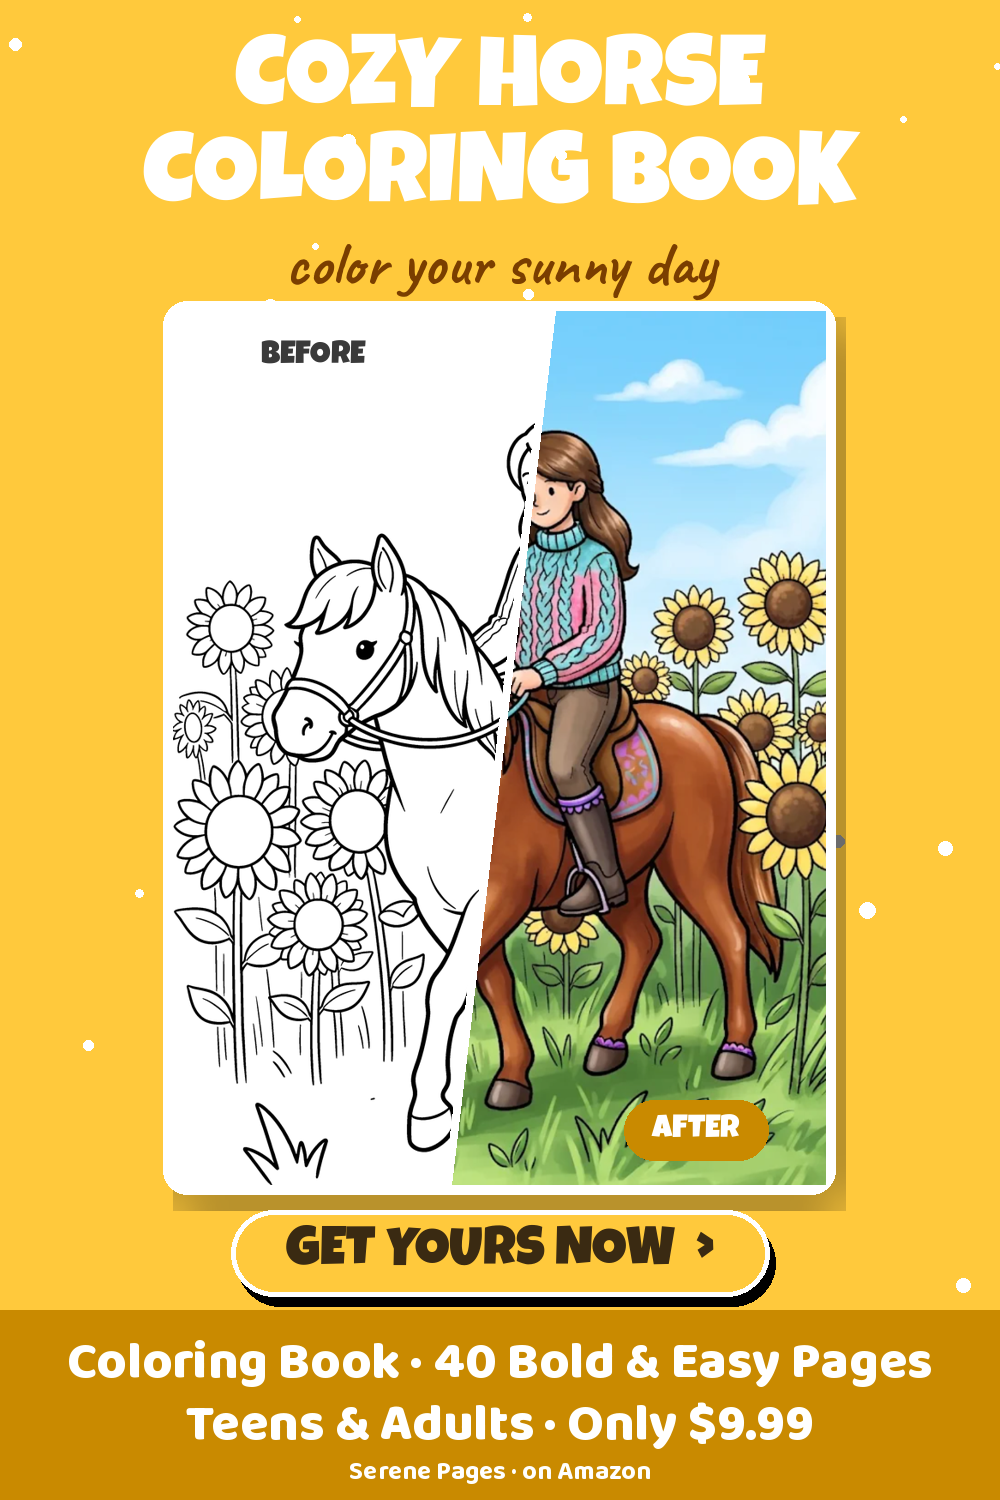 COZY HORSE
COLORING BOOK
color your sunny day
BEFORE
AFTER
GET YOURS NOW >
Coloring Book · 40 Bold & Easy Pages
Teens & Adults · Only $9.99
Serene Pages · on Amazon